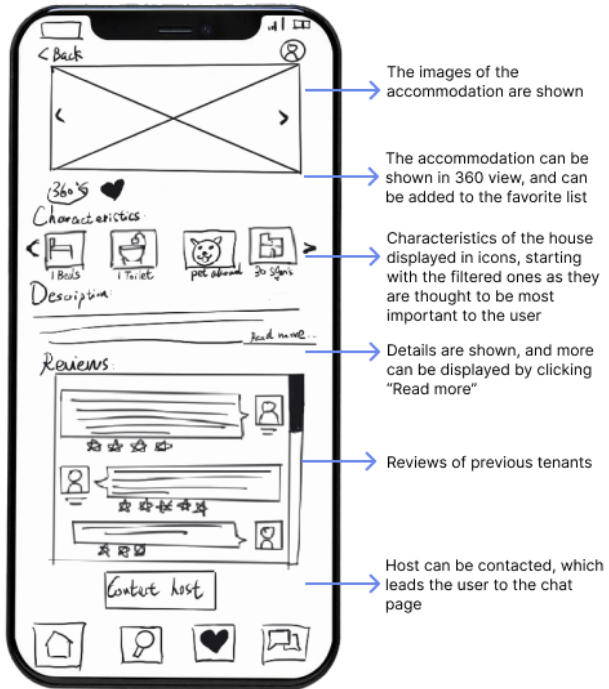 < Back
The images of the
accommodation are shown
The accommodation can be
shown in 360 view, and can
be added to the favorite list
360°
Characteristics
Characteristics of the house
displayed in icons, starting
with the filtered ones as they
are thought to be most
important to the user
1 Beds
1 Toilet
pet
30
Description:
Read more...
Details are shown, and more
can be displayed by clicking
“Read more”
Reviews:
Reviews of previous tenants
Contact host
Host can be contacted, which
leads the user to the chat
page